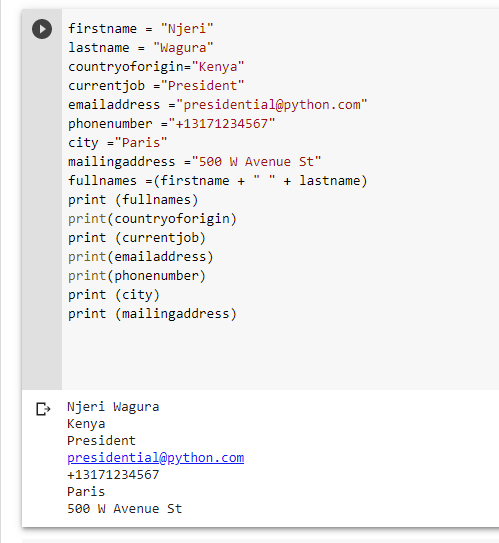 firstname = "Njeri"
lastname = "Wagura"
countryoforigin="Kenya"
currentjob ="President"
emailaddress ="presidential@python.com"
phonenumber ="+13171234567"
city ="Paris"
mailingaddress ="500 W Avenue St"
fullnames =(firstname + " " + lastname)
print (fullnames)
print(countryoforigin)
print (currentjob)
print(emailaddress)
print(phonenumber)
print (city)
print (mailingaddress)
Njeri Wagura
Kenya
President
presidential@python.com
+13171234567
Paris
500 W Avenue St